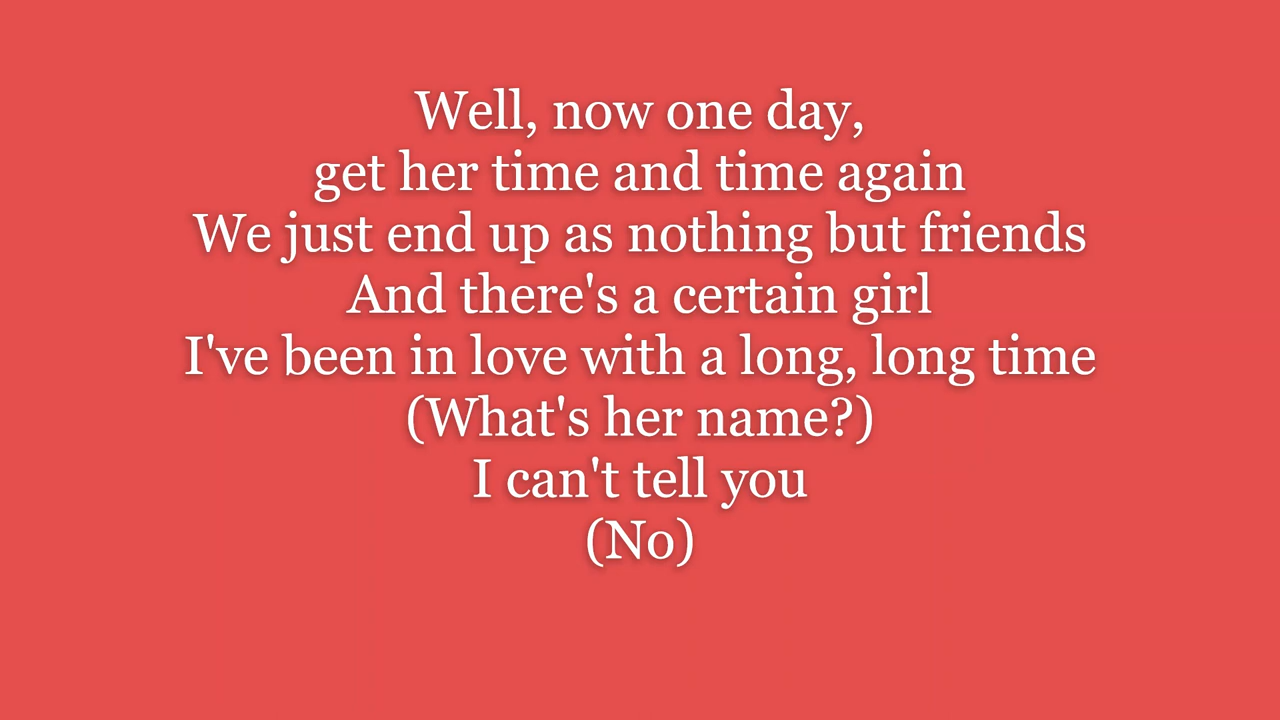 Well, now one day,
get her time and time again
We just end up as nothing but friends
And there's a certain girl
I've been in love with a long, long time
(What's her name?)
I can't tell you
(No)